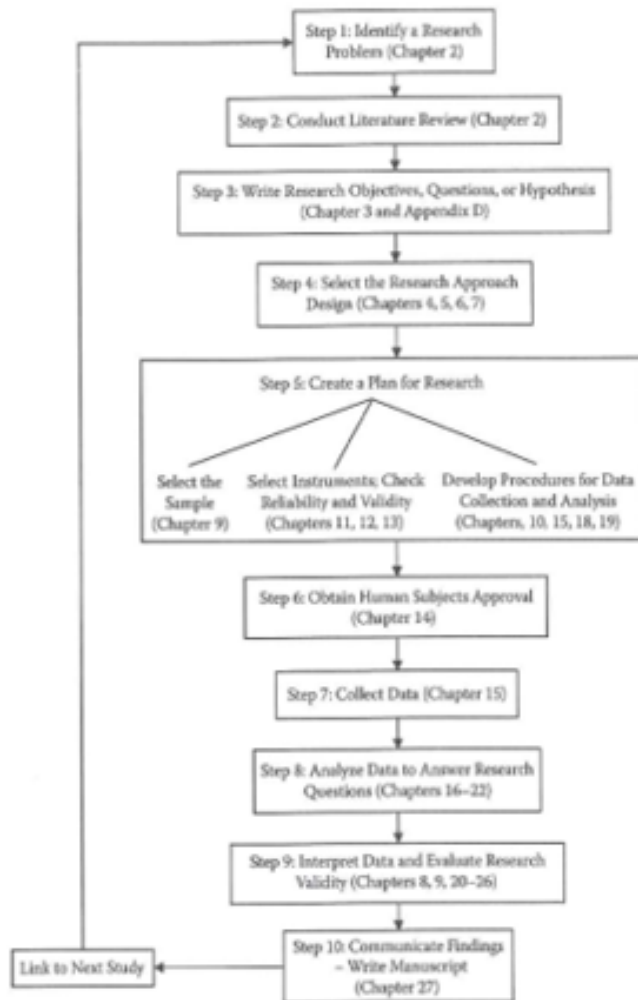 Step 1: Identify a Research
Problem (Chapter 2)
Step 2: Conduct Literature Review (Chapter 2)
Step 3: Write Research Objectives, Questions, or Hypothesis
(Chapter 3 and Appendix D)
Step 4: Select the Research Approach
Design (Chapters 4, 5, 6, 7)
Step 5: Create a Plan for Research
Select the
Sample
(Chapter 9)
Select Instruments; Check
Reliability and Validity
(Chapters 11, 12, 13)
Develop Procedures for Data
Collection and Analysis
(Chapters, 10, 15, 18, 19)
Step 6: Obtain Human Subjects Approval
(Chapter 14)
Step 7: Collect Data (Chapter 15)
Step 8: Analyze Data to Answer Research
Questions (Chapters 16–22)
Step 9: Interpret Data and Evaluate Research
Validity (Chapters 8, 9, 20–26)
Step 10: Communicate Findings
– Write Manuscript
(Chapter 27)
Link to Next Study